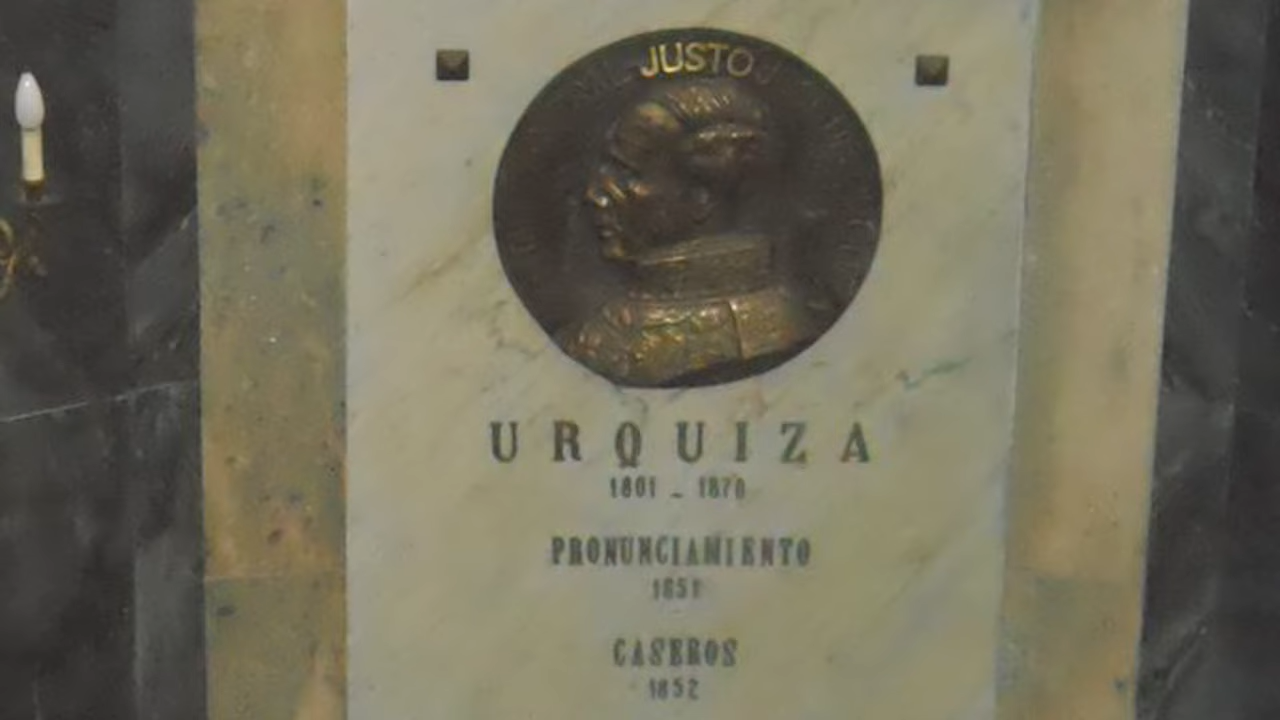 JUSTO
URQUIZA
1801 - 1870
PRONUNCIAMIENTO
1851
CASEROS
1852